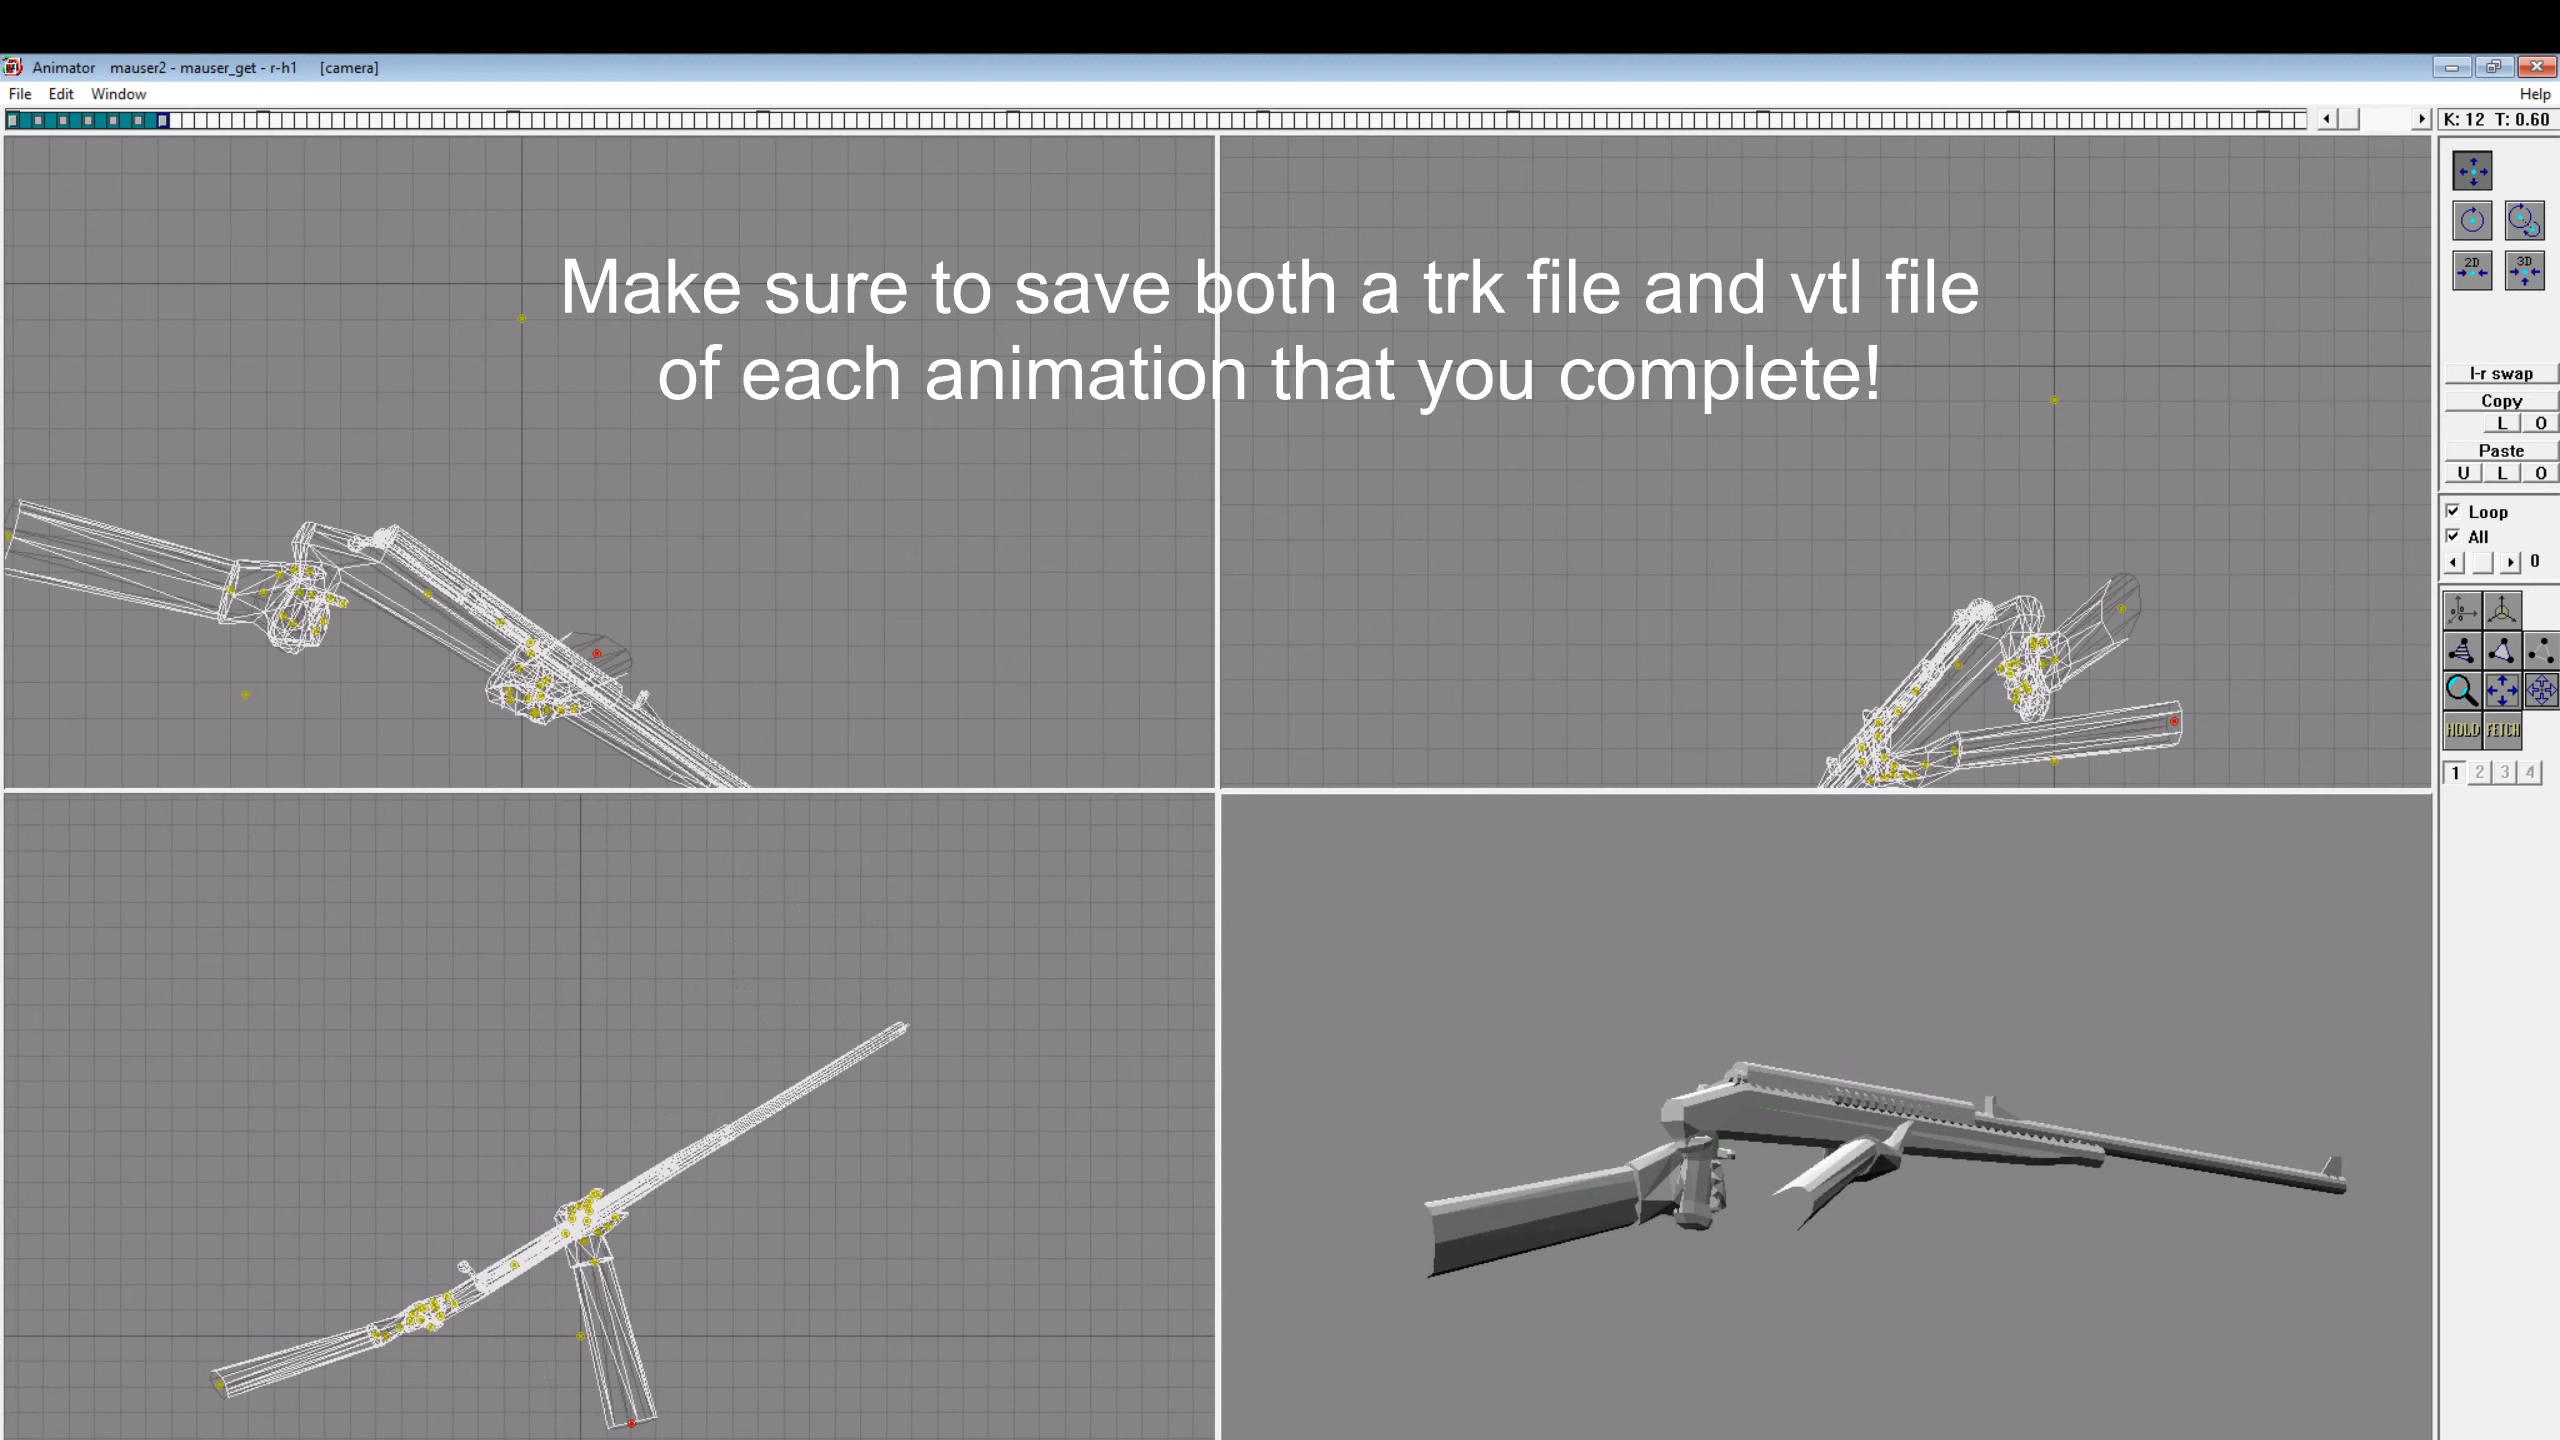 Animator mauser2 - mauser_get - r-h1 [camera]
File Edit Window Help
K: 12 T: 0.60
Make sure to save both a trk file and vtl file
of each animation that you complete!
2D 3D
l-r swap
Copy
L O
Paste
U L O
Loop
All
0
HOLD FETCH
1 2 3 4